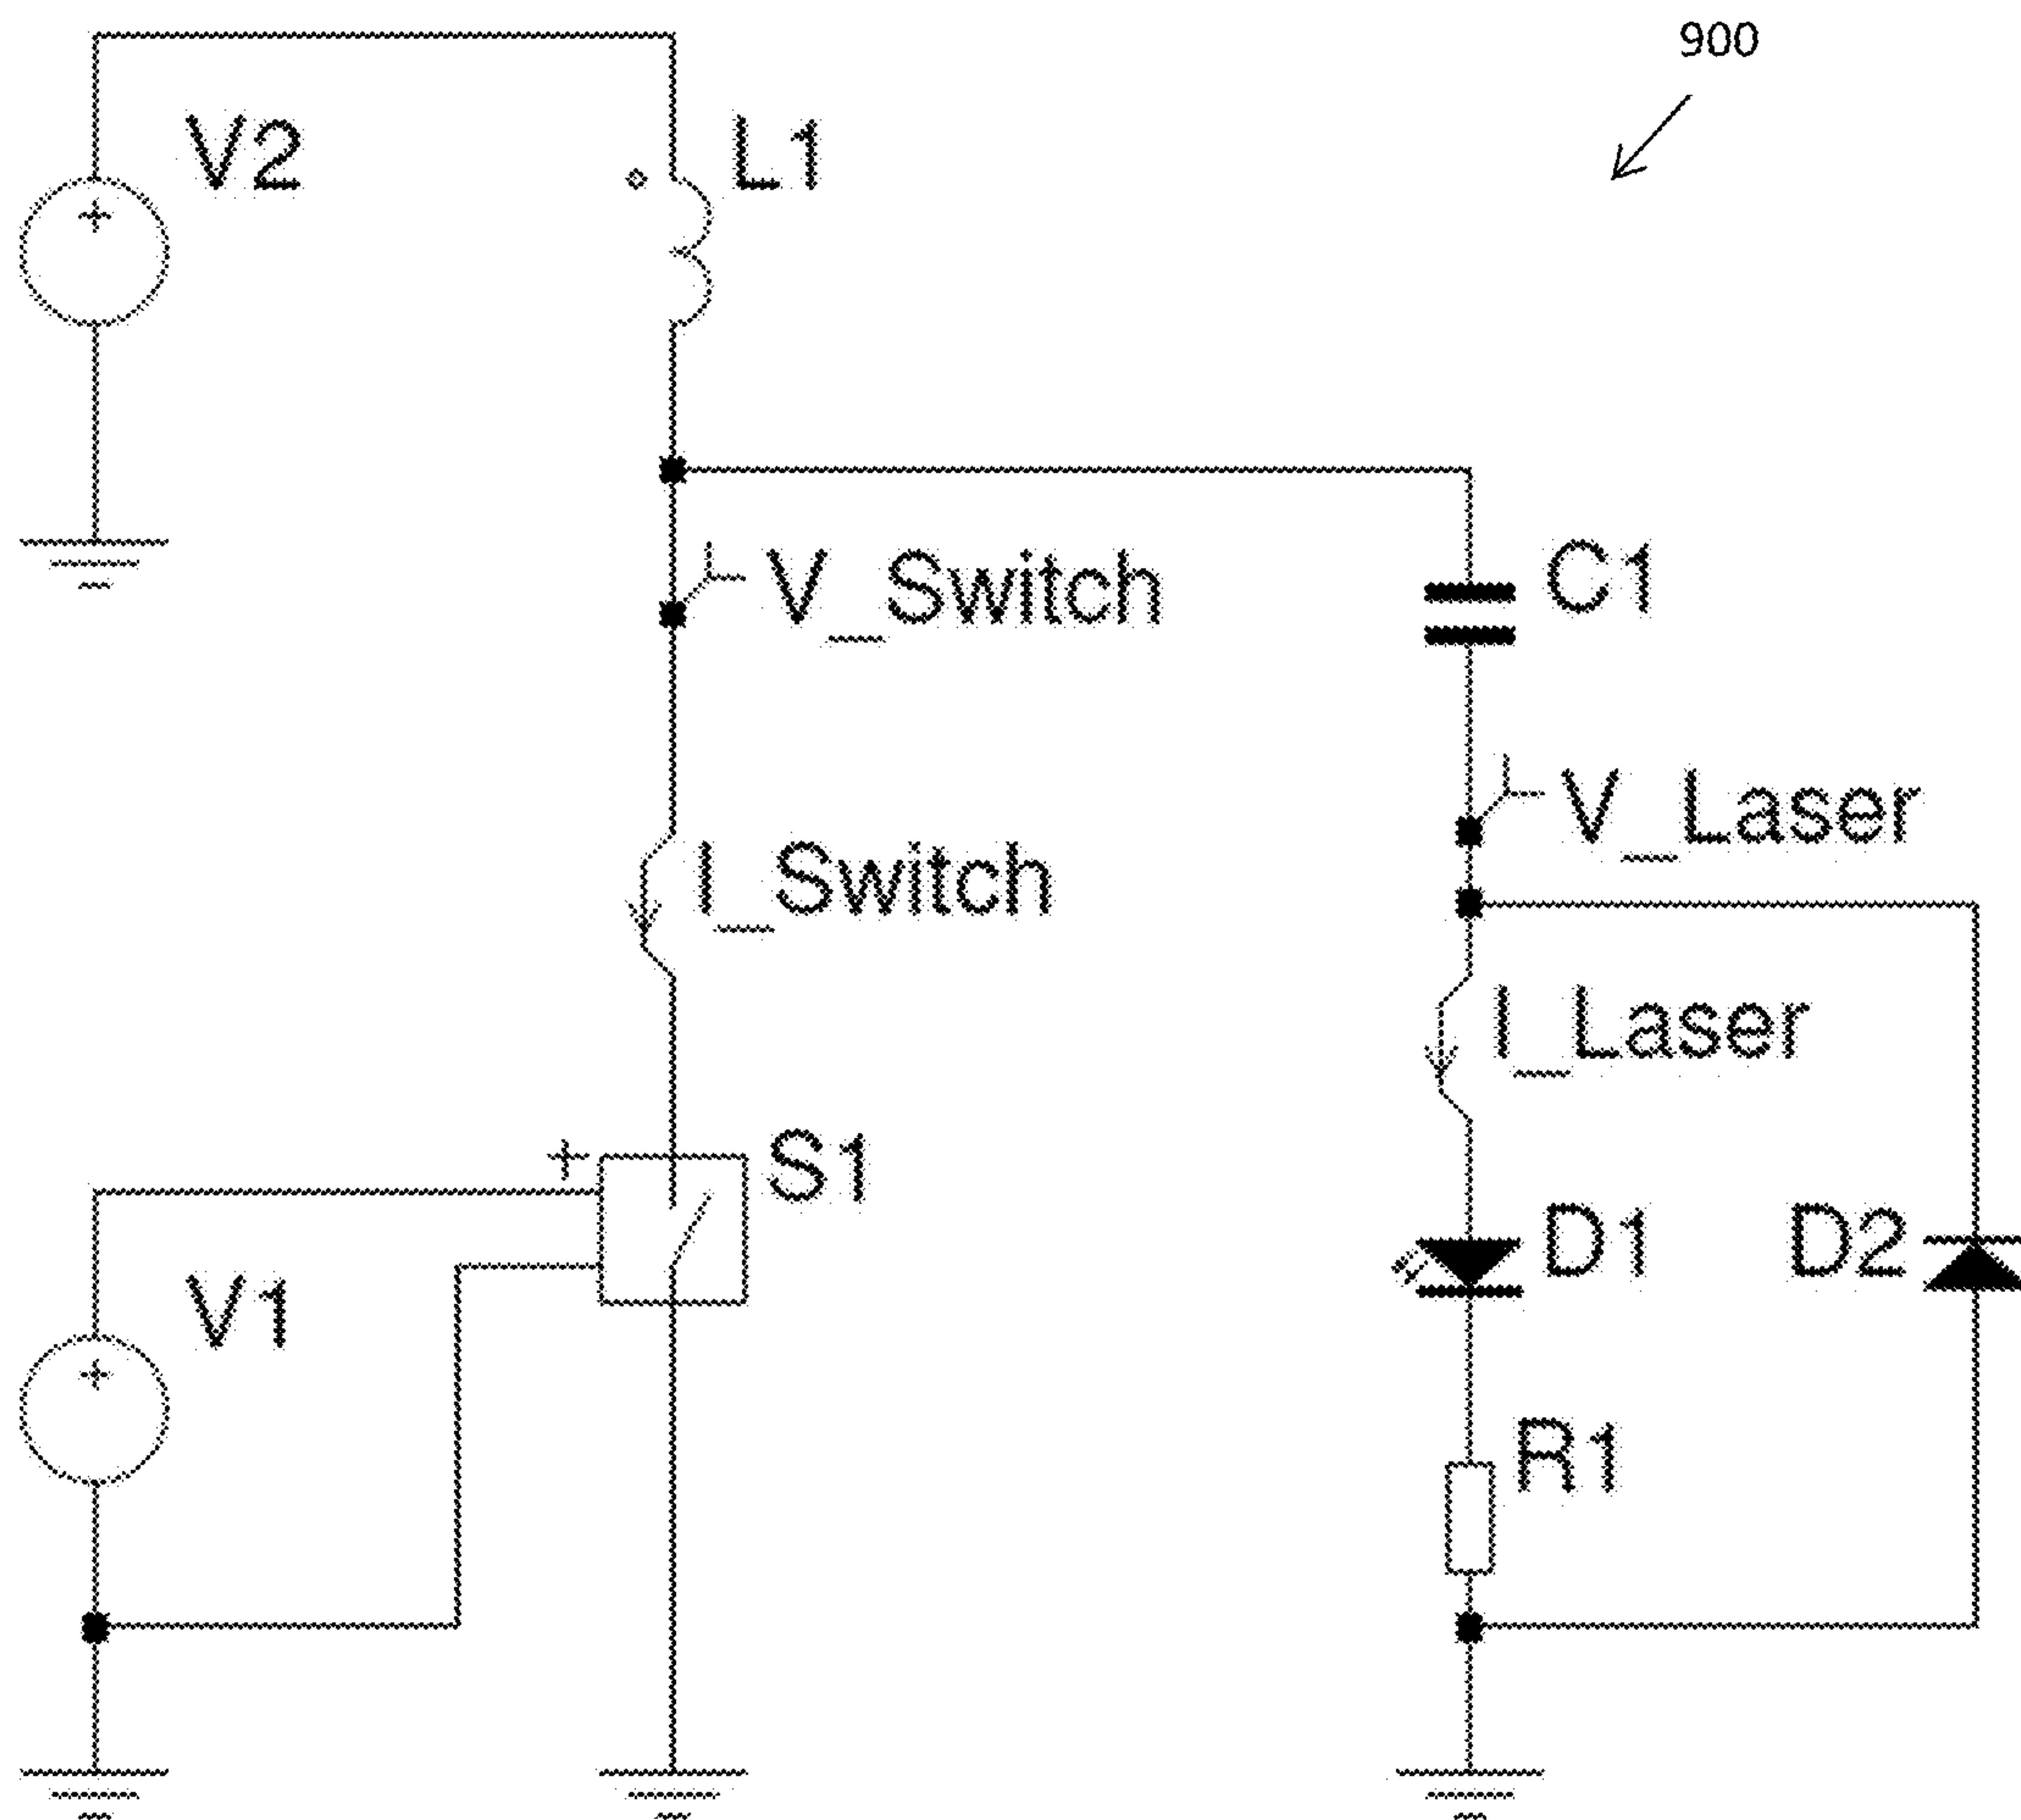 900
V2
L1
V_Switch
C1
V_Laser
I_Switch
I_Laser
+ S1
D1
D2
V1
R1